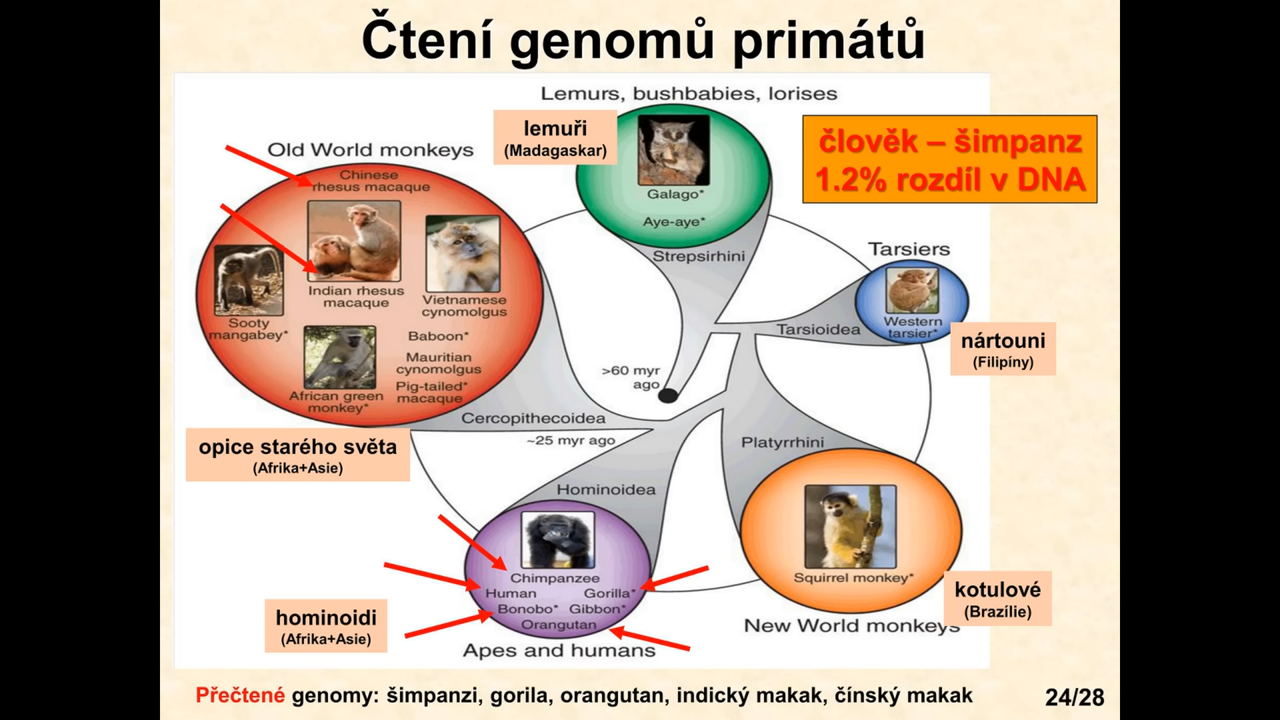 Čtení genomů primátů
Lemurs, bushbabies, lorises
lemuři
(Madagaskar)
člověk – šimpanz
1.2% rozdíl v DNA
Old World monkeys
Chinese
rhesus macaque
Indian rhesus
macaque
Vietnamese
cynomolgus
Sooty
mangabey*
Baboon*
Mauritian
cynomolgus
Pig-tailed*
macaque
African green
monkey*
Galago*
Aye-aye*
Strepsirhini
Tarsiers
Western
tarsier*
Tarsioidea
nártouni
(Filipíny)
>60 myr
ago
Cercopithecoidea
~25 myr ago
opice starého světa
(Afrika+Asie)
Platyrrhini
Hominoidea
Squirrel monkey*
kotulové
(Brazílie)
New World monkeys
Chimpanzee
Human Gorilla*
Bonobo* Gibbon*
Orangutan
hominoidi
(Afrika+Asie)
Apes and humans
Přečtené genomy: šimpanzi, gorila, orangutan, indický makak, čínský makak
24/28